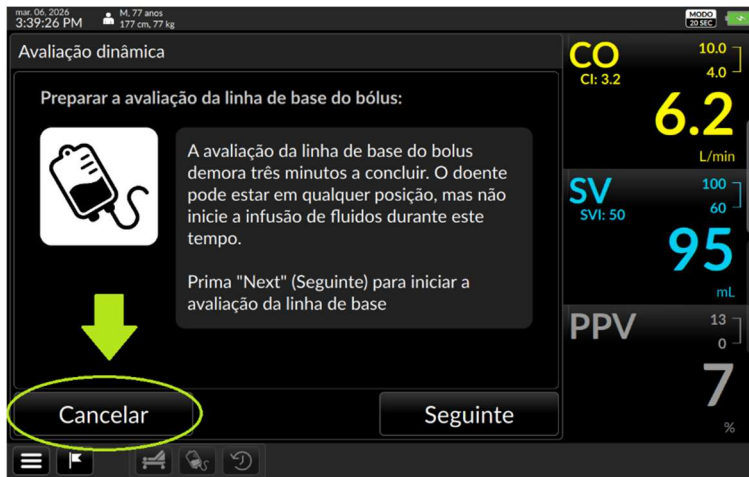 mar. 06, 2026
3:39:26 PM
M, 77 anos
177 cm, 77 kg
MODO
20 SEC
Avaliação dinâmica
Preparar a avaliação da linha de base do bólus:
A avaliação da linha de base do bolus
demora três minutos a concluir. O doente
pode estar em qualquer posição, mas não
inicie a infusão de fluidos durante este
tempo.
Prima "Next" (Seguinte) para iniciar a
avaliação da linha de base
Cancelar
Seguinte
CO
CI: 3.2
10.0
4.0
6.2
L/min
SV
SVI: 50
100
60
95
mL
PPV
13
0
7
%